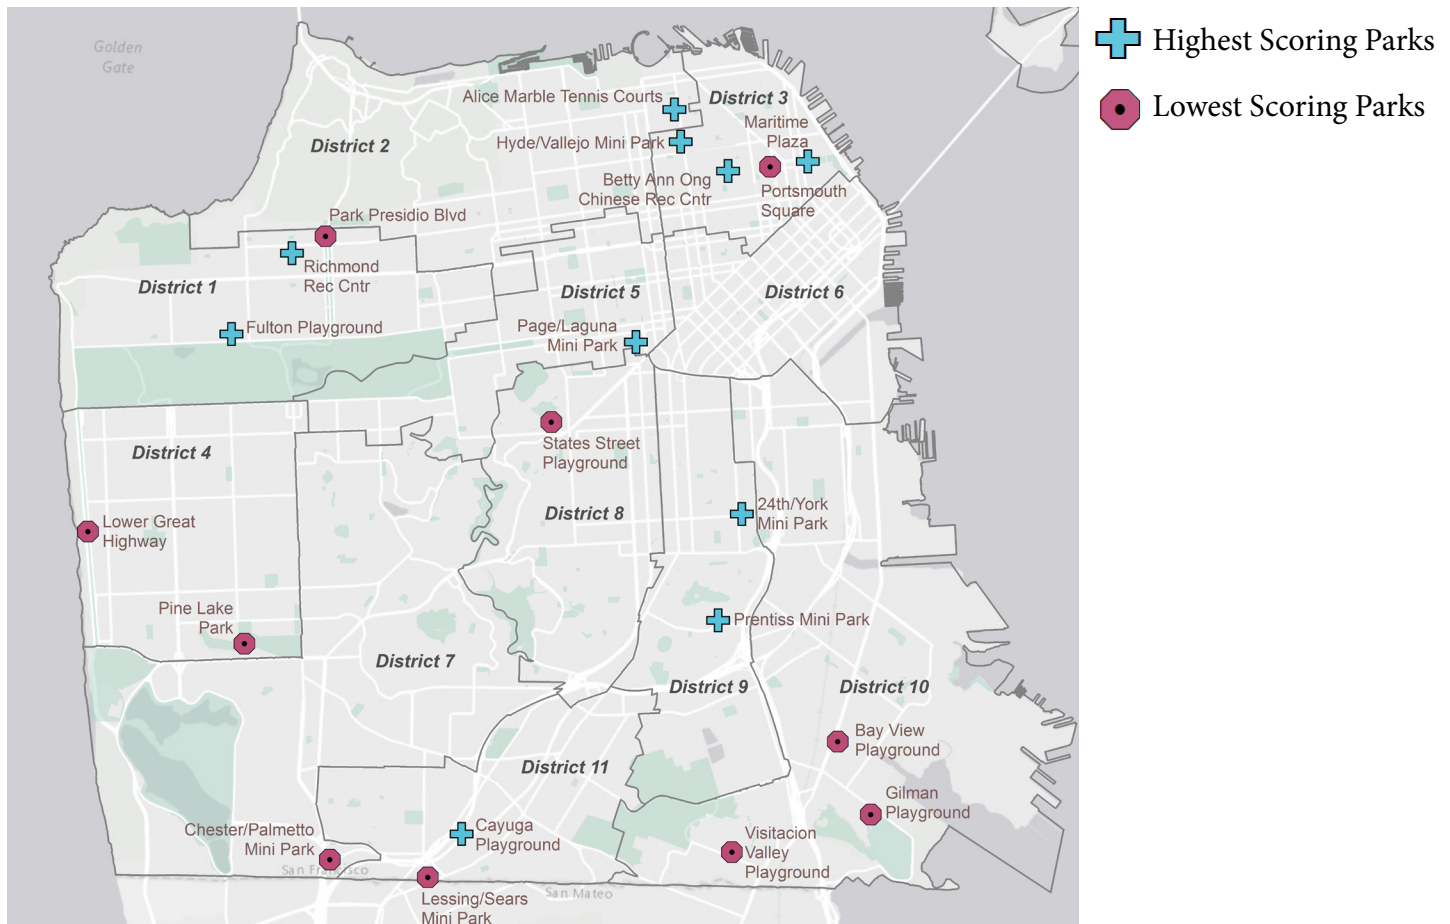 Golden
Gate
Highest Scoring Parks
Lowest Scoring Parks
Alice Marble Tennis Courts
District 3
Maritime
Plaza
District 2
Hyde/Vallejo Mini Park
Betty Ann Ong
Chinese Rec Cntr
Portsmouth
Square
Park Presidio Blvd
Richmond
Rec Cntr
District 1
District 5
District 6
Fulton Playground
Page/Laguna
Mini Park
District 4
States Street
Playground
Lower Great
Highway
District 8
24th/York
Mini Park
Pine Lake
Park
Prentiss Mini Park
District 7
District 9
District 10
Bay View
Playground
District 11
Gilman
Playground
Chester/Palmetto
Mini Park
Cayuga
Playground
Visitacion
Valley
Playground
San Francisco
San Mateo
Lessing/Sears
Mini Park